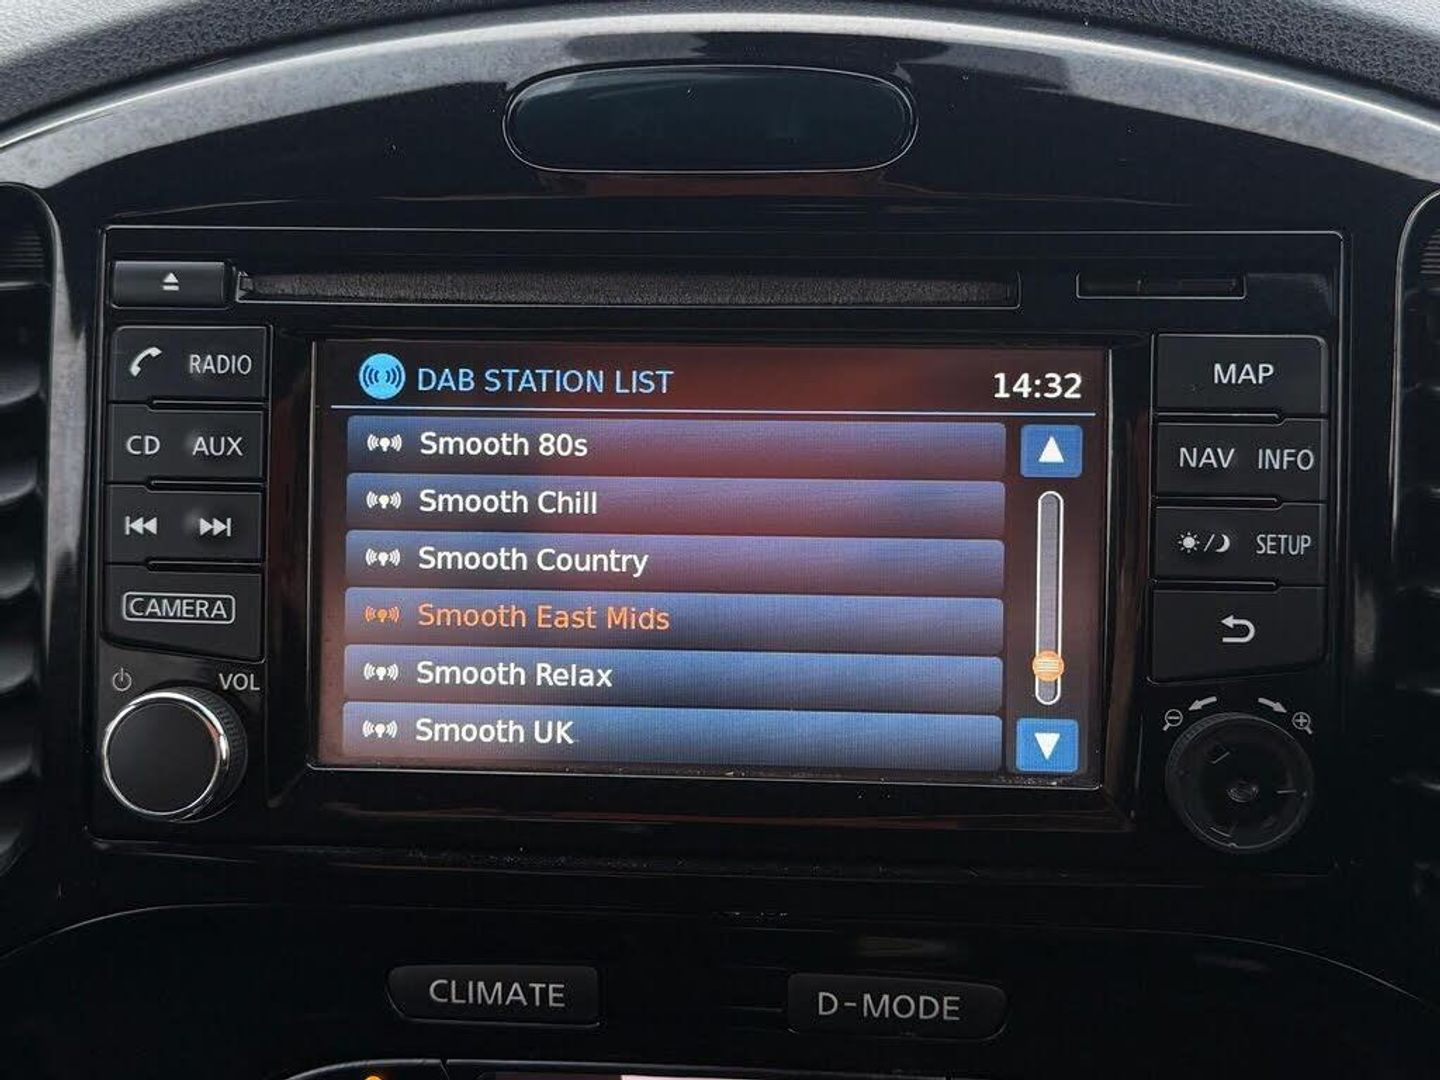 RADIO
CD AUX
CAMERA
VOL
DAB STATION LIST 14:32
Smooth 80s
Smooth Chill
Smooth Country
Smooth East Mids
Smooth Relax
Smooth UK
MAP
NAV INFO
SETUP
CLIMATE D-MODE